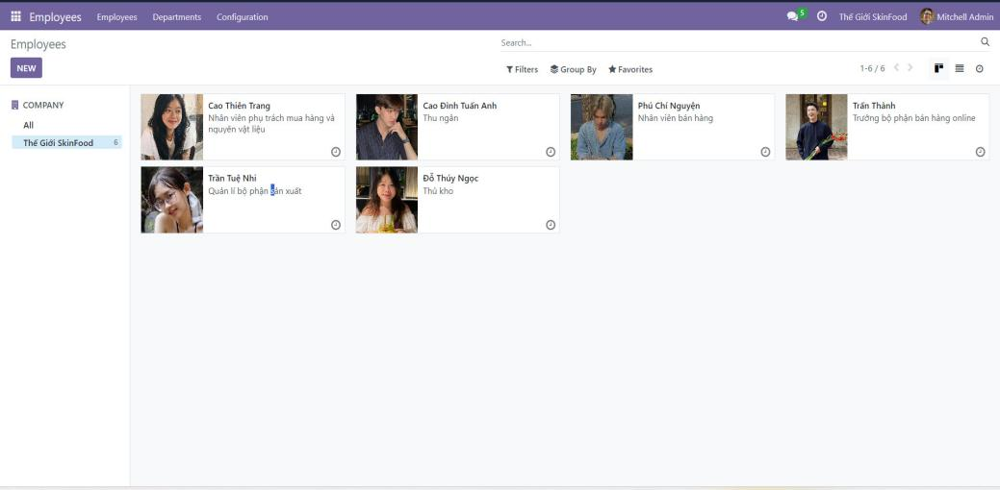 Employees Employees Departments Configuration 5 Thế Giới SkinFood Mitchell Admin
Employees Search...
NEW Filters Group By Favorites 1-6 / 6
COMPANY
All
Thế Giới SkinFood 6
Cao Thiên Trang
Nhân viên phụ trách mua hàng và
nguyên vật liệu
Cao Đình Tuấn Anh
Thu ngân
Phú Chí Nguyện
Nhân viên bán hàng
Trấn Thành
Trưởng bộ phận bán hàng online
Trần Tuệ Nhi
Quản lí bộ phận sản xuất
Đỗ Thúy Ngọc
Thủ kho